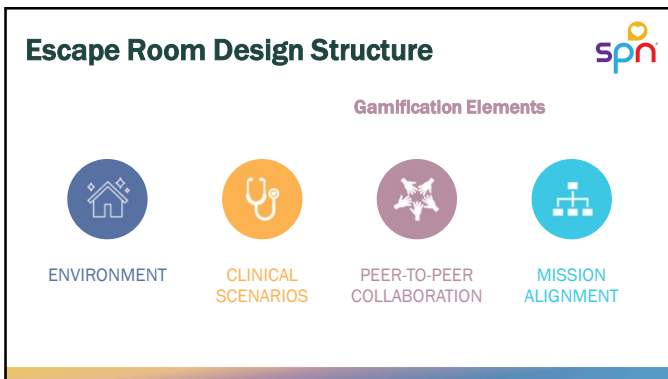 Escape Room Design Structure
spn
Gamification Elements
ENVIRONMENT
CLINICAL
SCENARIOS
PEER-TO-PEER
COLLABORATION
MISSION
ALIGNMENT